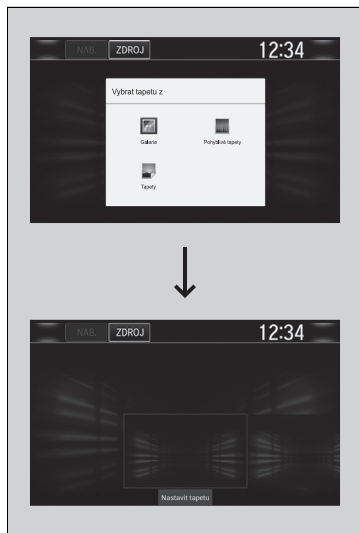 NAB. ZDROJ 12:34
Vybrat tapetu z
Galerie Pohyblivé tapety
Tapety
NAB. ZDROJ 12:34
Nastavit tapetu